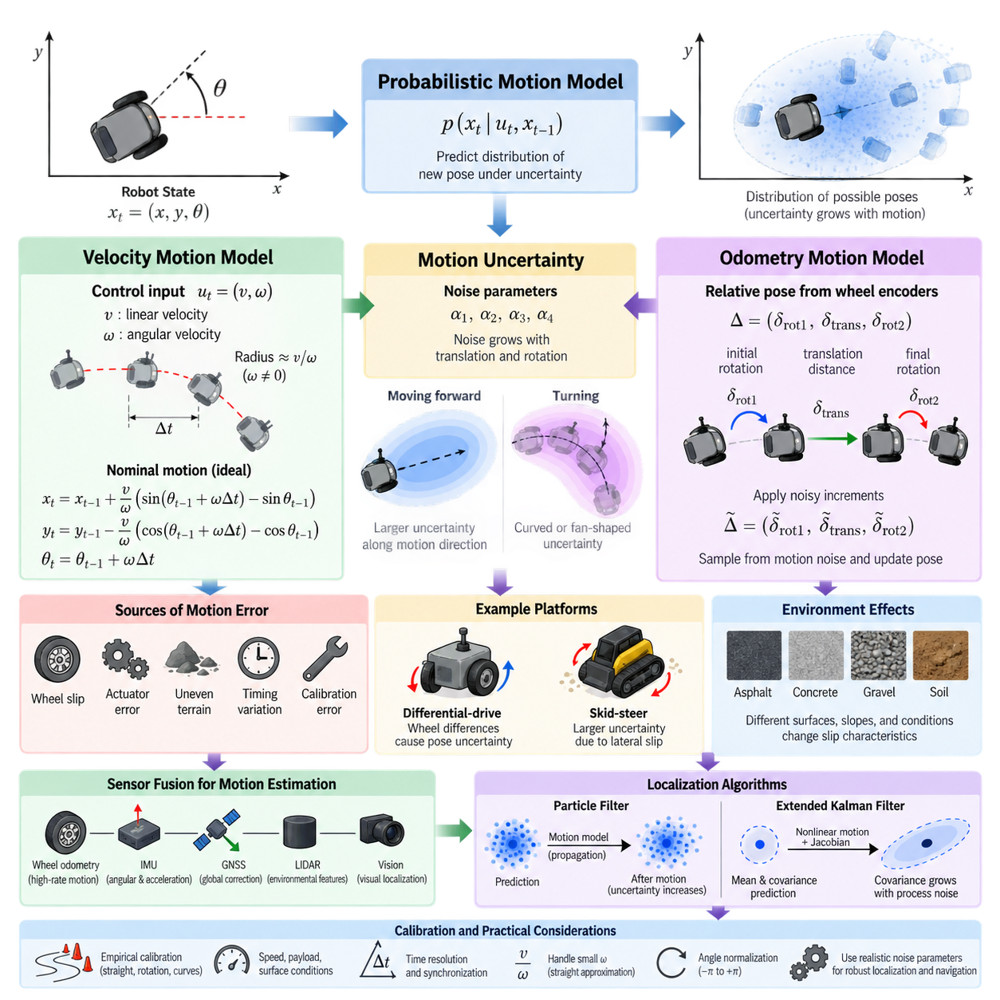 y
θ
x
Robot State
x_t = (x, y, θ)
Probabilistic Motion Model
p(x_t | u_t, x_{t−1})
Predict distribution of
new pose under uncertainty
y
x
Distribution of possible poses
(uncertainty grows with motion)
Velocity Motion Model
Control input u_t = (v, ω)
v : linear velocity
ω : angular velocity
Radius ≈ v/ω
(ω ≠ 0)
Δt
Nominal motion (ideal)
x_t = x_{t−1} + v/ω (sin(θ_{t−1} + ωΔt) − sin θ_{t−1})
y_t = y_{t−1} − v/ω (cos(θ_{t−1} + ωΔt) − cos θ_{t−1})
θ_t = θ_{t−1} + ωΔt
Motion Uncertainty
Noise parameters
α₁, α₂, α₃, α₄
Noise grows with
translation and rotation
Moving forward
Larger uncertainty
along motion direction
Turning
Curved or fan-shaped
uncertainty
Odometry Motion Model
Relative pose from wheel encoders
Δ = (δ_rot1, δ_trans, δ_rot2)
initial
rotation
translation
distance
final
rotation
δ_rot1
δ_trans
δ_rot2
Apply noisy increments
Δ̃ = (δ̃_rot1, δ̃_trans, δ̃_rot2)
Sample from motion noise and update pose
Sources of Motion Error
Wheel slip
Actuator
error
Uneven
terrain
Timing
variation
Calibration
error
Example Platforms
Differential-drive
Wheel differences
cause pose uncertainty
Skid-steer
Larger uncertainty
due to lateral slip
Environment Effects
Asphalt
Concrete
Gravel
Soil
Different surfaces, slopes, and conditions
change slip characteristics
Sensor Fusion for Motion Estimation
Wheel odometry
(high-rate motion)
IMU
(angular & acceleration)
GNSS
(global correction)
LIDAR
(environmental features)
Vision
(visual localization)
Localization Algorithms
Particle Filter
Motion model
(propagation)
Prediction
After motion
(uncertainty increases)
Extended Kalman Filter
Nonlinear motion
+ Jacobian
Mean & covariance
prediction
Covariance grows
with process noise
Calibration and Practical Considerations
Empirical calibration
(straight, rotation, curves)
Speed, payload,
surface conditions
Δt
Time resolution
and synchronization
v/ω
Handle small ω
(straight approximation)
Angle normalization
(−π to +π)
Use realistic noise parameters
for robust localization and navigation